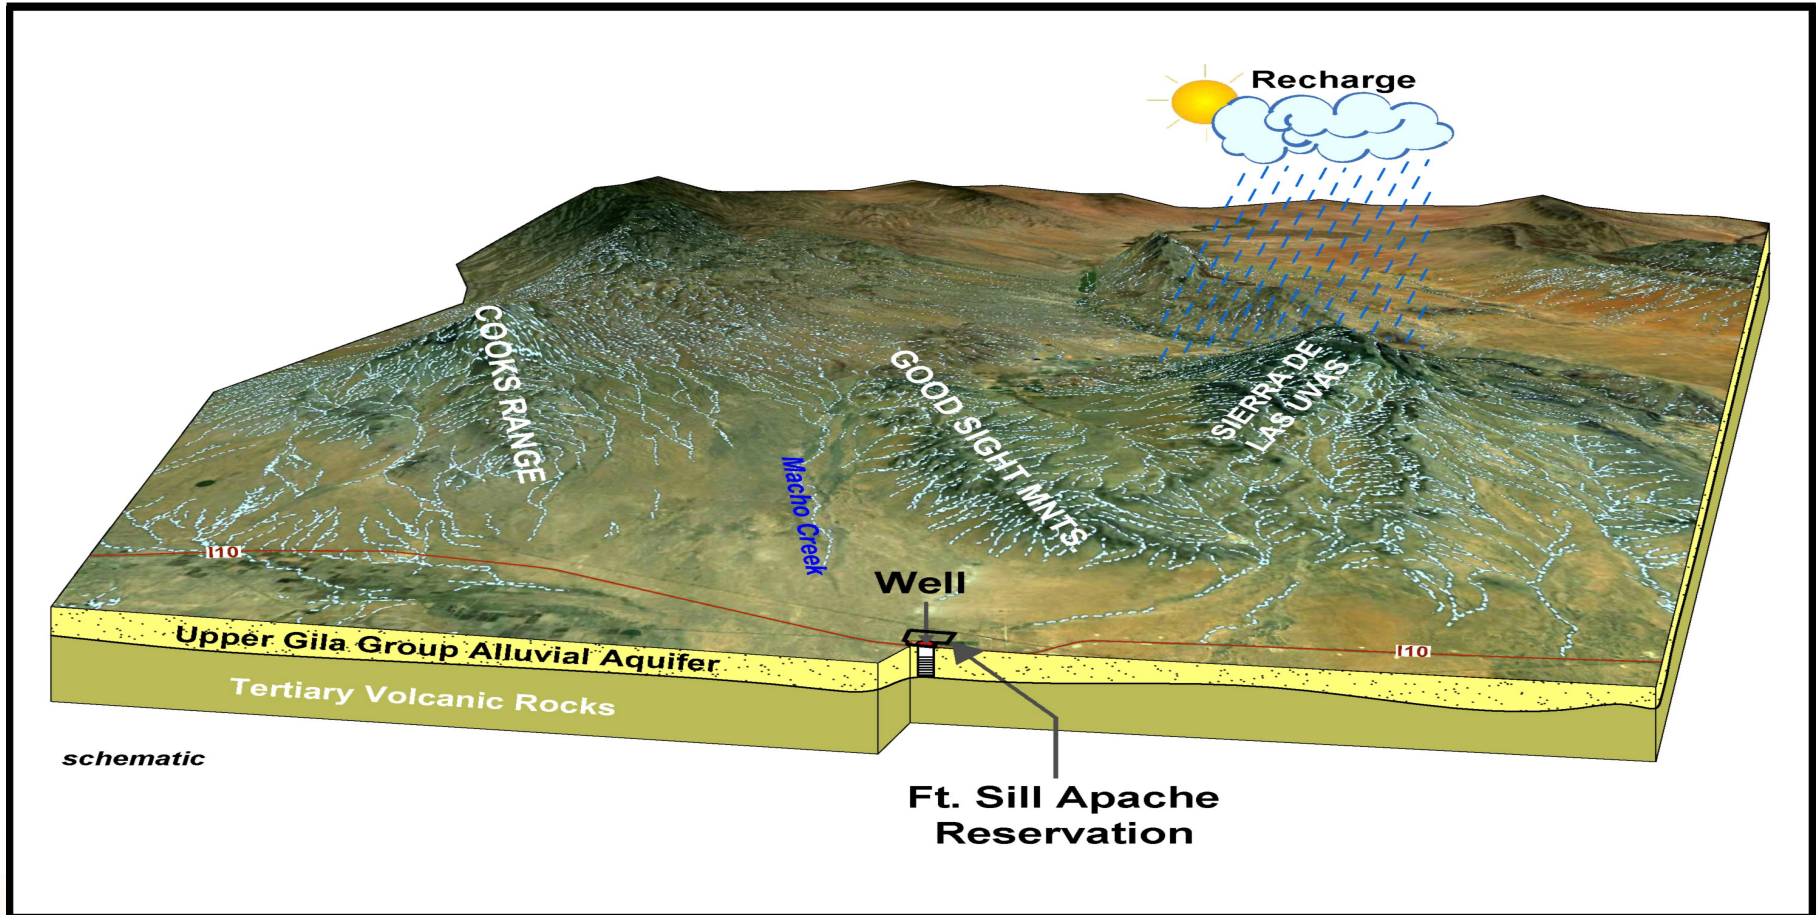 Recharge
COOKS RANGE
GOOD SIGHT MNTS.
SIERRA DE
LAS UVAS
Macho Creek
I10
Well
I10
Upper Gila Group Alluvial Aquifer
Tertiary Volcanic Rocks
schematic
Ft. Sill Apache
Reservation